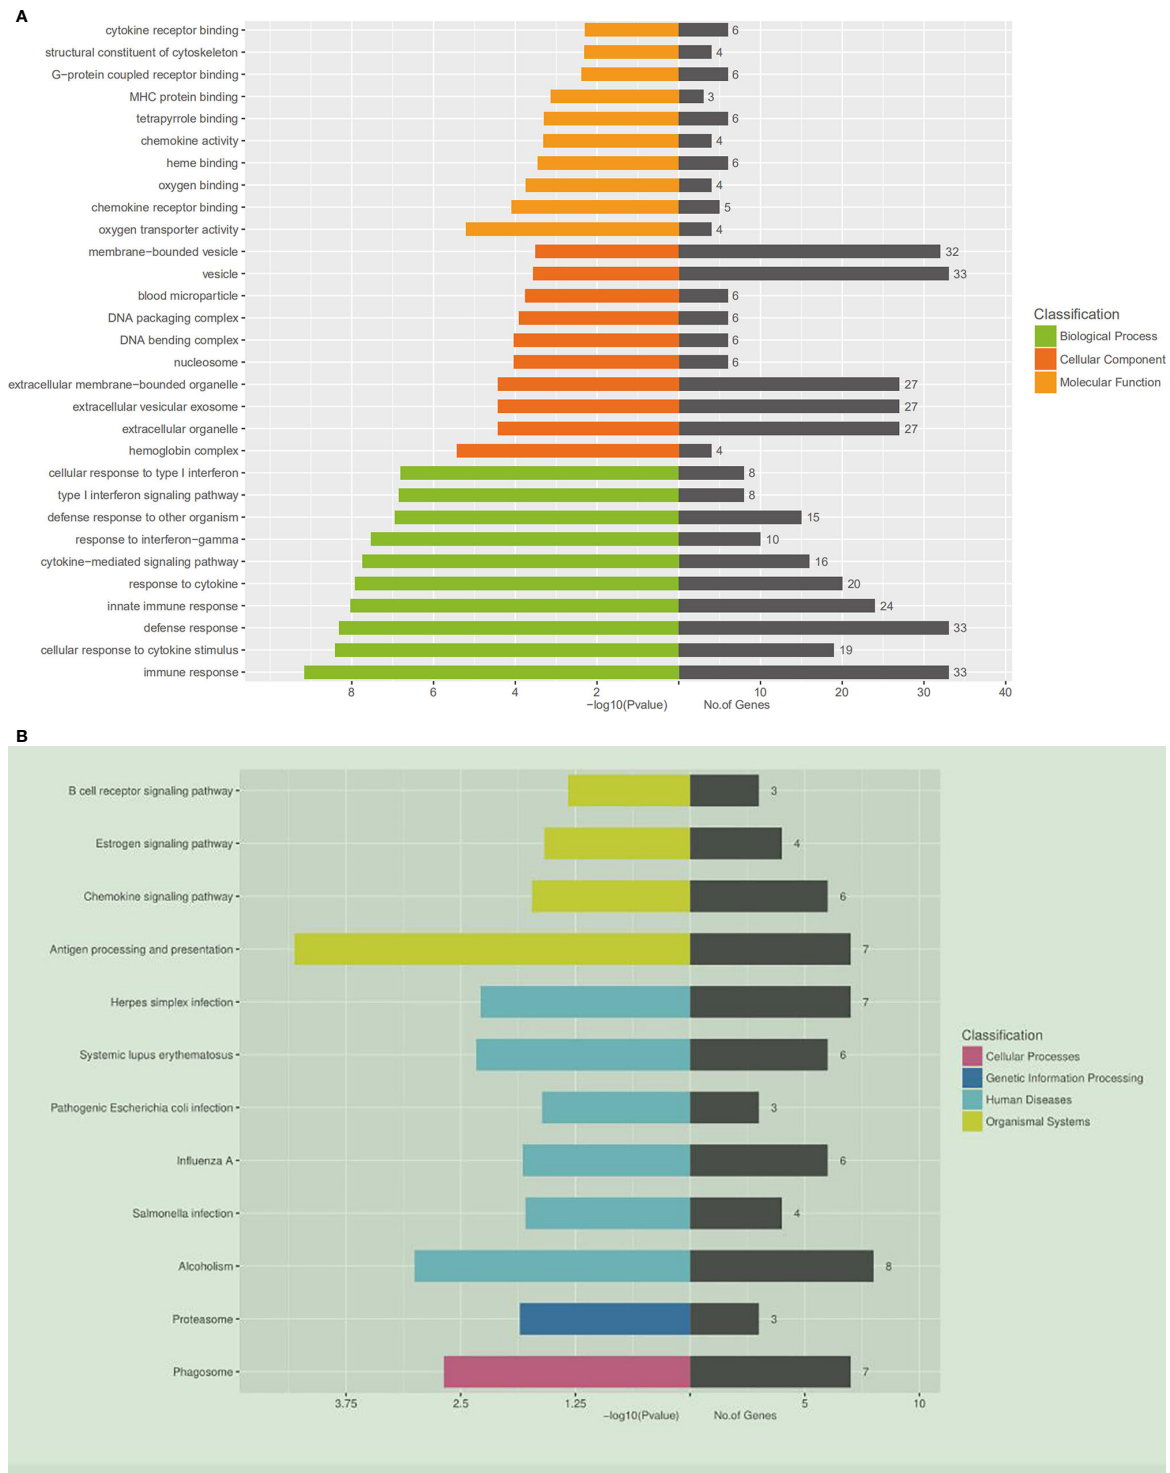 A
cytokine receptor binding 6
structural constituent of cytoskeleton 4
G−protein coupled receptor binding 6
MHC protein binding 3
tetrapyrrole binding 6
chemokine activity 4
heme binding 6
oxygen binding 4
chemokine receptor binding 5
oxygen transporter activity 4
membrane−bounded vesicle 32
vesicle 33
blood microparticle 6
DNA packaging complex 6
DNA bending complex 6
nucleosome 6
extracellular membrane−bounded organelle 27
extracellular vesicular exosome 27
extracellular organelle 27
hemoglobin complex 4
cellular response to type I interferon 8
type I interferon signaling pathway 8
defense response to other organism 15
response to interferon−gamma 10
cytokine−mediated signaling pathway 16
response to cytokine 20
innate immune response 24
defense response 33
cellular response to cytokine stimulus 19
immune response 33
8 6 4 2 10 20 30 40
−log10(Pvalue) No.of Genes
Classification
Biological Process
Cellular Component
Molecular Function
B
B cell receptor signaling pathway 3
Estrogen signaling pathway 4
Chemokine signaling pathway 6
Antigen processing and presentation 7
Herpes simplex infection 7
Systemic lupus erythematosus 6
Pathogenic Escherichia coli infection 3
Influenza A 6
Salmonella infection 4
Alcoholism 8
Proteasome 3
Phagosome 7
3.75 2.5 1.25 5 10
−log10(Pvalue) No.of Genes
Classification
Cellular Processes
Genetic Information Processing
Human Diseases
Organismal Systems